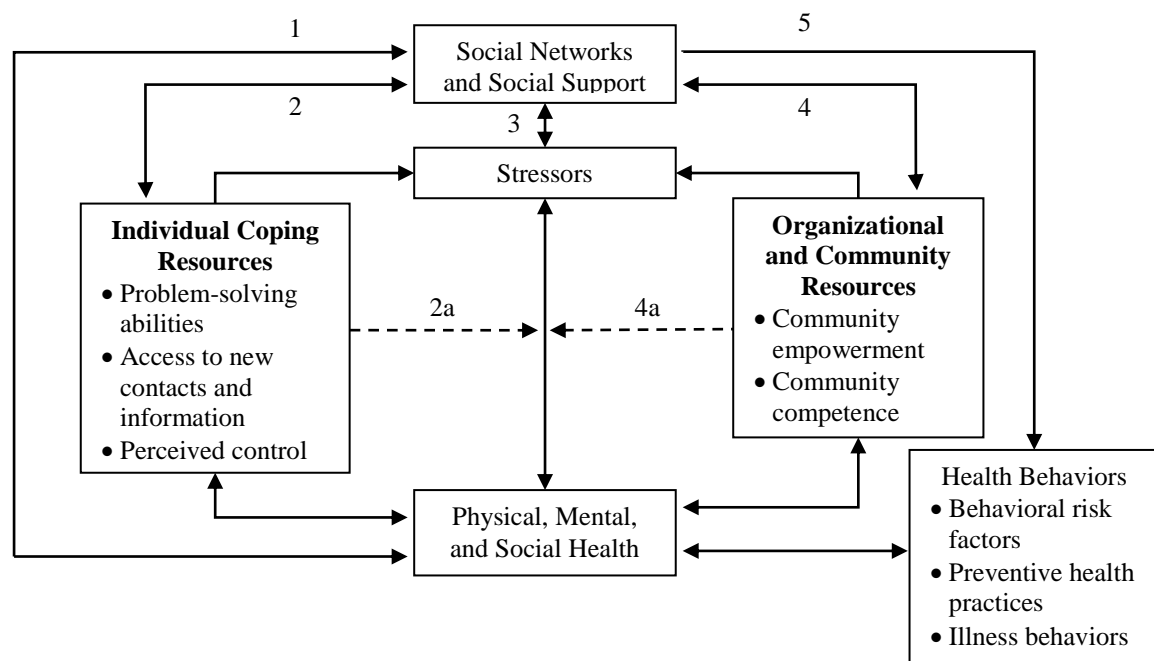 1
5
Social Networks
and Social Support
2
3
4
Stressors
Individual Coping
Resources
• Problem-solving
abilities
• Access to new
contacts and
information
• Perceived control
2a
4a
Organizational
and Community
Resources
• Community
empowerment
• Community
competence
Physical, Mental,
and Social Health
Health Behaviors
• Behavioral risk
factors
• Preventive health
practices
• Illness behaviors